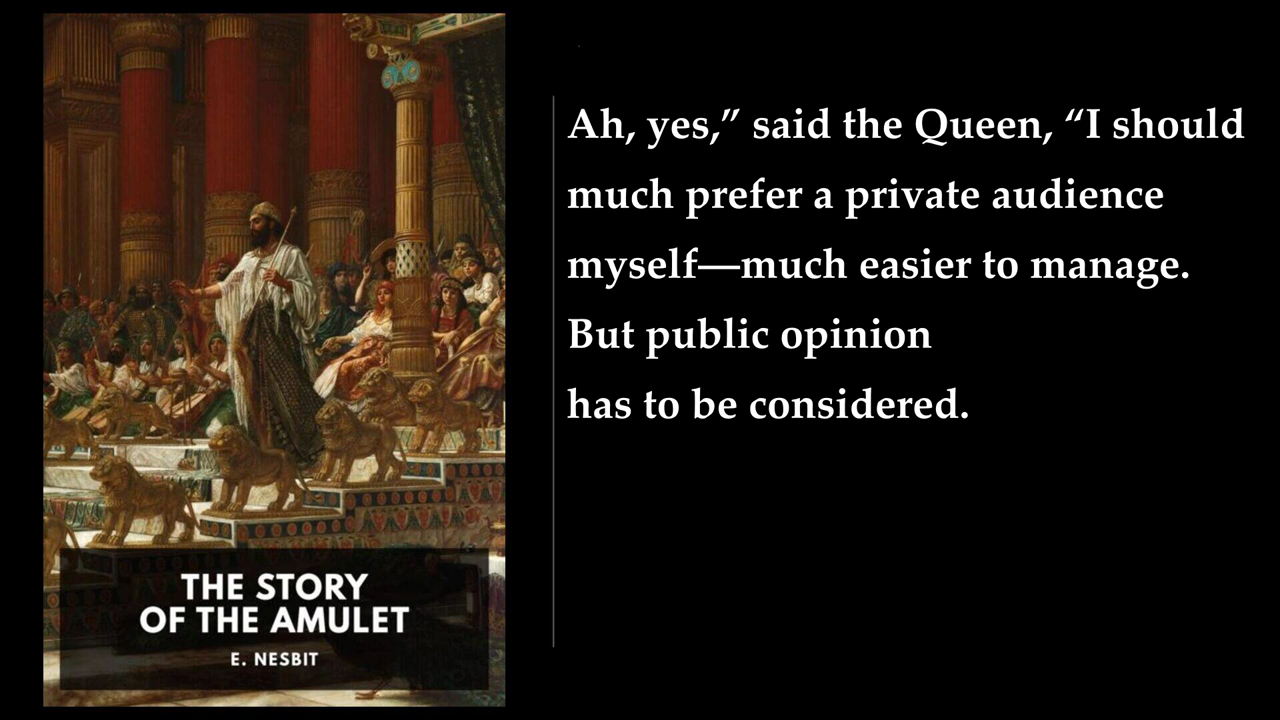 Ah, yes,” said the Queen, “I should
much prefer a private audience
myself—much easier to manage.
But public opinion
has to be considered.
THE STORY
OF THE AMULET
E. NESBIT